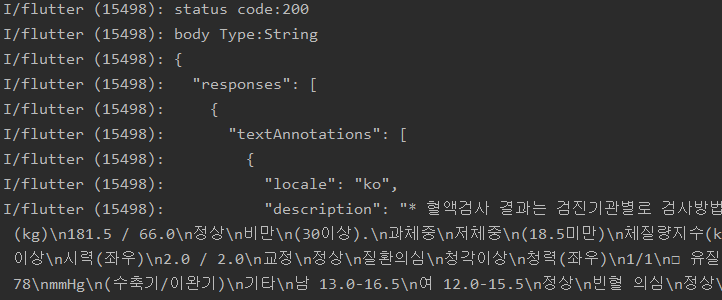 I/flutter (15498): status code:200
I/flutter (15498): body Type:String
I/flutter (15498): {
I/flutter (15498):   "responses": [
I/flutter (15498):     {
I/flutter (15498):       "textAnnotations": [
I/flutter (15498):         {
I/flutter (15498):           "locale": "ko",
I/flutter (15498):           "description": "* 혈액검사 결과는 검진기관별로 검사방법
(kg)\n181.5 / 66.0\n정상\n비만\n(30이상).\n과체중\n저체중\n(18.5미만)\n체질량지수(k
이상\n시력(좌우)\n2.0 / 2.0\n교정\n정상\n질환의심\n청각이상\n청력(좌우)\n1/1\n□ 유질
78\nmmHg\n(수축기/이완기)\n기타\n남 13.0-16.5\n여 12.0-15.5\n정상\n빈혈 의심\n정상\